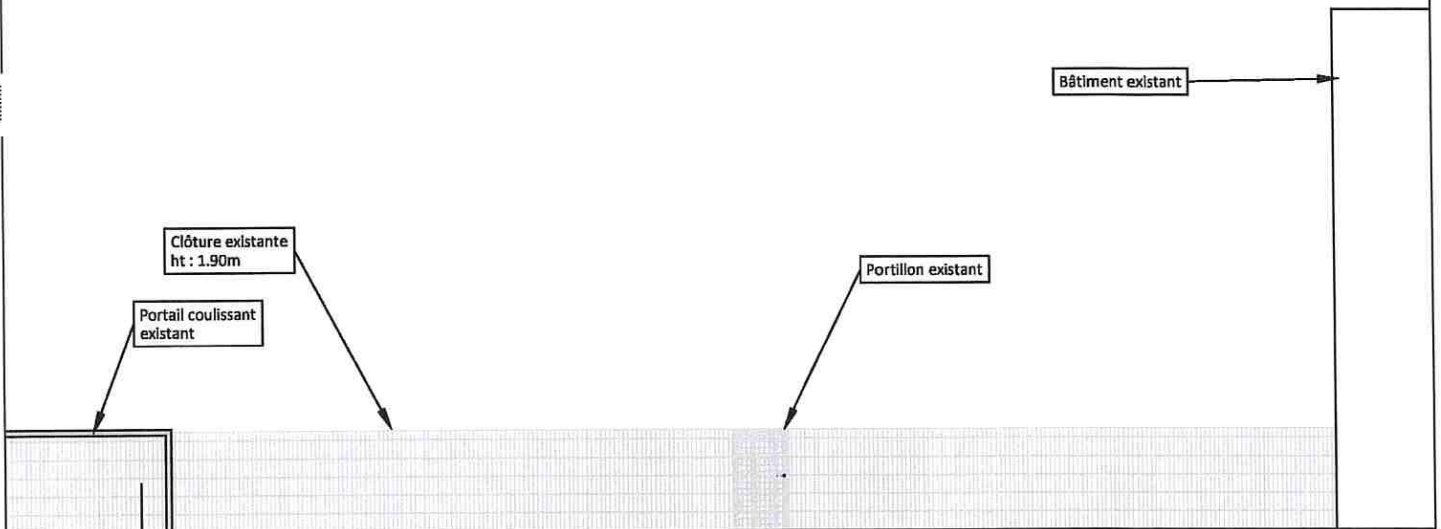 Bâtiment existant
Clôture existante
ht : 1.90m
Portillon existant
Portail coulissant
existant